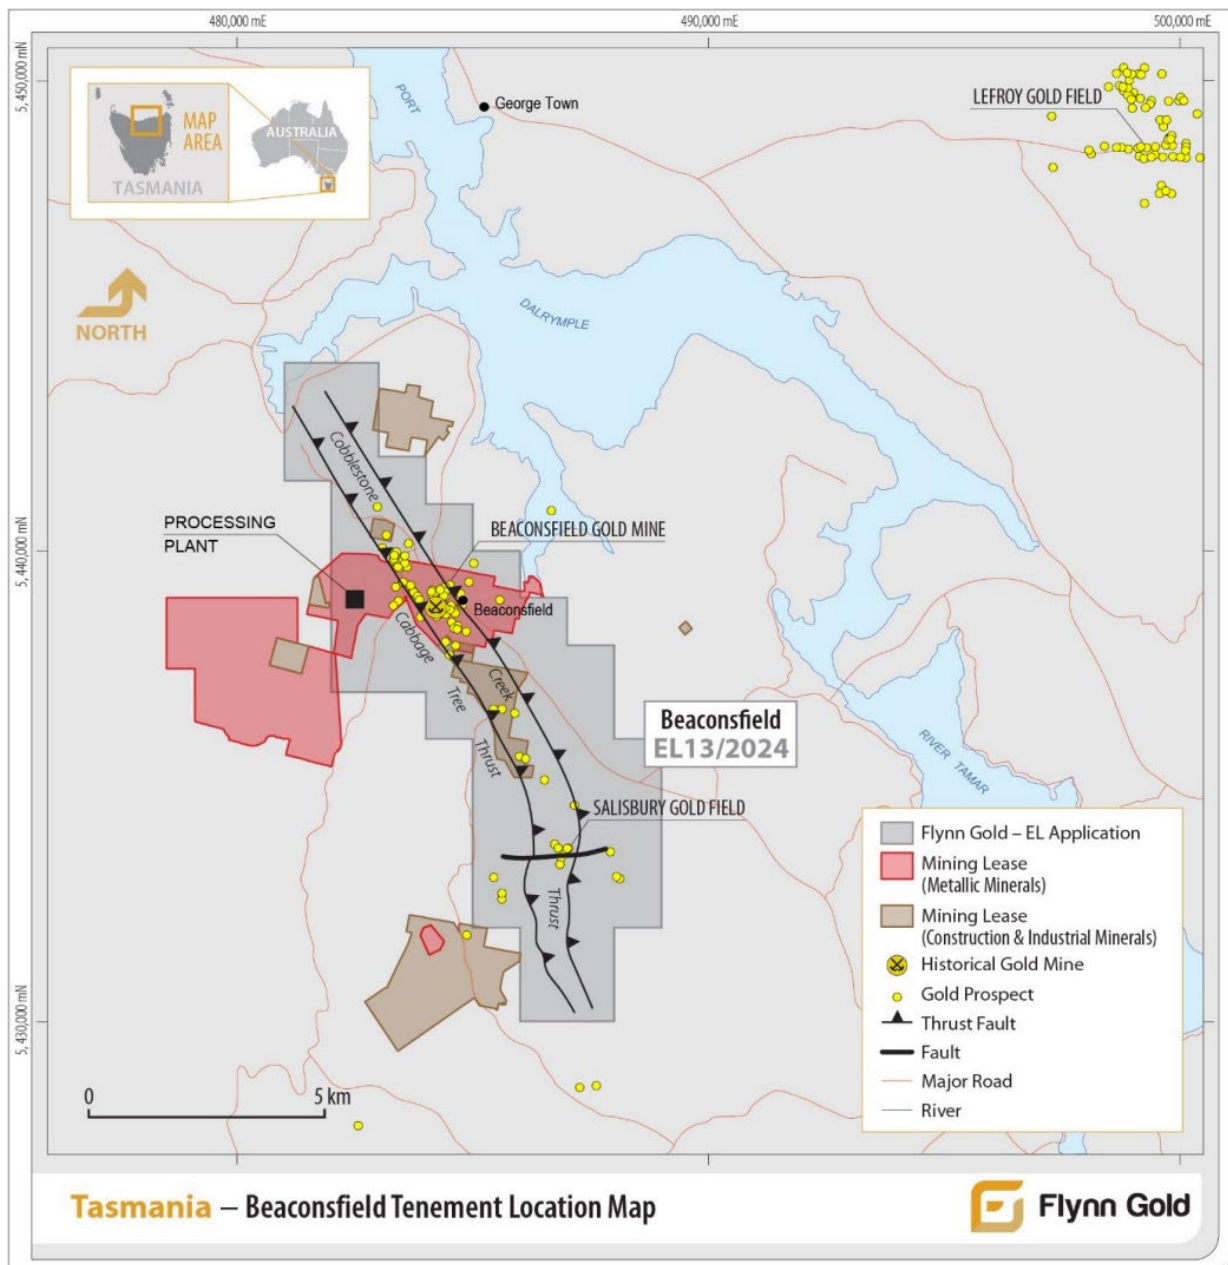 480,000 mE
490,000 mE
500,000 mE
5,450,000 mN
5,440,000 mN
5,430,000 mN
MAP
AREA
TASMANIA
AUSTRALIA
NORTH
PORT
DALRYMPLE
George Town
LEFROY GOLD FIELD
Cobblestone
Creek
Thrust
PROCESSING
PLANT
BEACONSFIELD GOLD MINE
Beaconsfield
Cabbage
Tree
Thrust
Beaconsfield
EL13/2024
SALISBURY GOLD FIELD
RIVER TAMAR
Flynn Gold – EL Application
Mining Lease
(Metallic Minerals)
Mining Lease
(Construction & Industrial Minerals)
Historical Gold Mine
Gold Prospect
Thrust Fault
Fault
Major Road
River
0 5 km
Tasmania – Beaconsfield Tenement Location Map
Flynn Gold